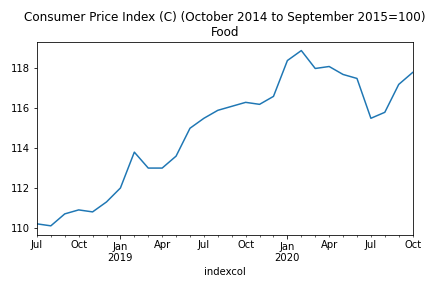 Consumer Price Index (C) (October 2014 to September 2015=100)
Food
118
116
114
112
110
Jul
Oct
Jan
2019
Apr
Jul
Oct
Jan
2020
Apr
Jul
Oct
indexcol